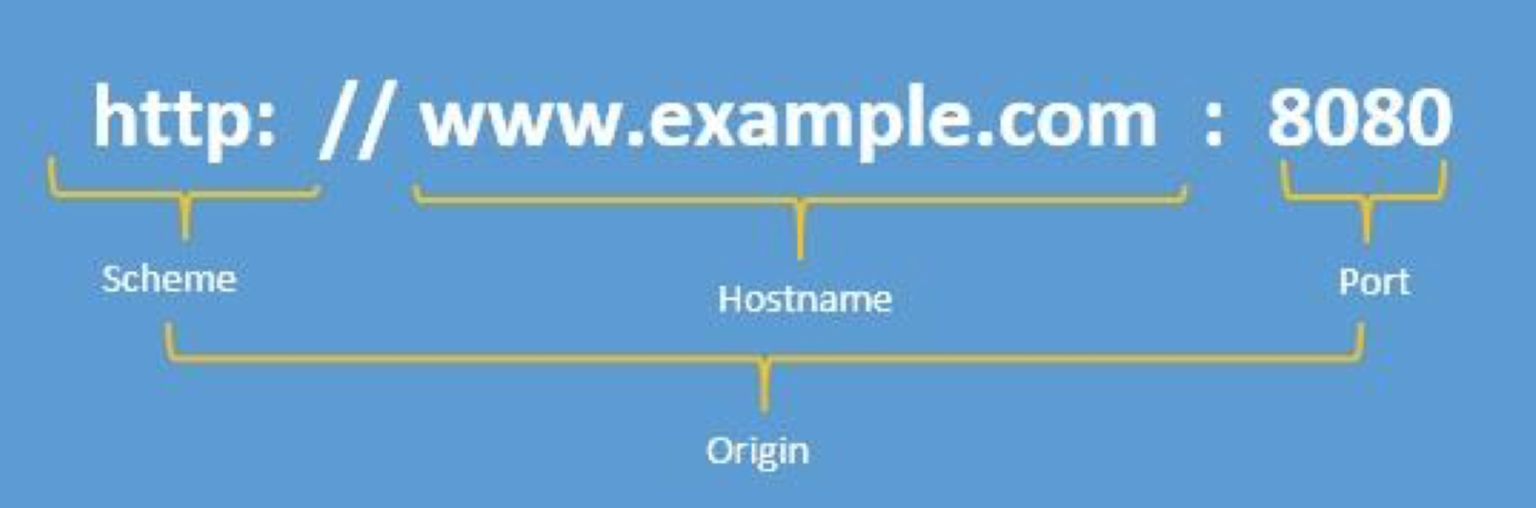 http: // www.example.com : 8080
Scheme
Hostname
Port
Origin